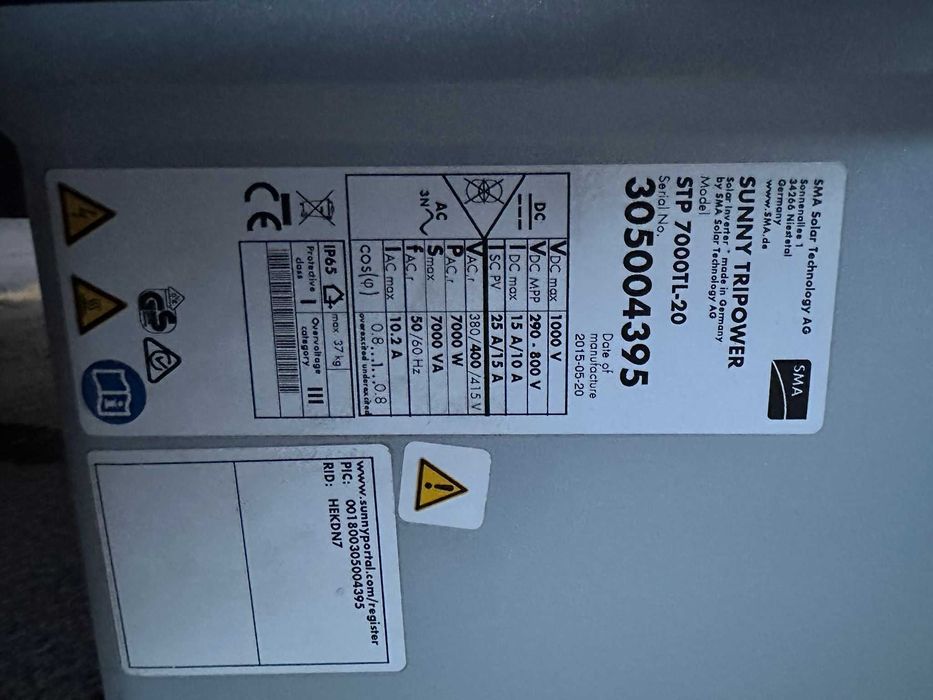 SMA Solar Technology AG
Sonnenallee 1
34266 Niestetal
Germany
www.SMA.de
SMA
SUNNY TRIPOWER
Solar Inverter * made in Germany
by SMA Solar Technology AG
Model
STP 7000TL-20
Serial No.
305004395
Date of
manufacture
2015-05-20
DC
VDC max 1000 V
VDC MPP 290 - 800 V
IDC max 15 A/10 A
ISC PV 25 A/15 A
AC
3N
VAC,r 380/400/415 V
PAC,r 7000 W
Smax 7000 VA
fAC,r 50/60 Hz
IAC max 10.2 A
cos(φ) 0.8...1...0.8
overexcited underexcited
CE
IP65 max 37 kg
Protective class I
Overvoltage category III
GS
www.sunnyportal.com/register
PIC: 001800305004395
RID: HEKDN7